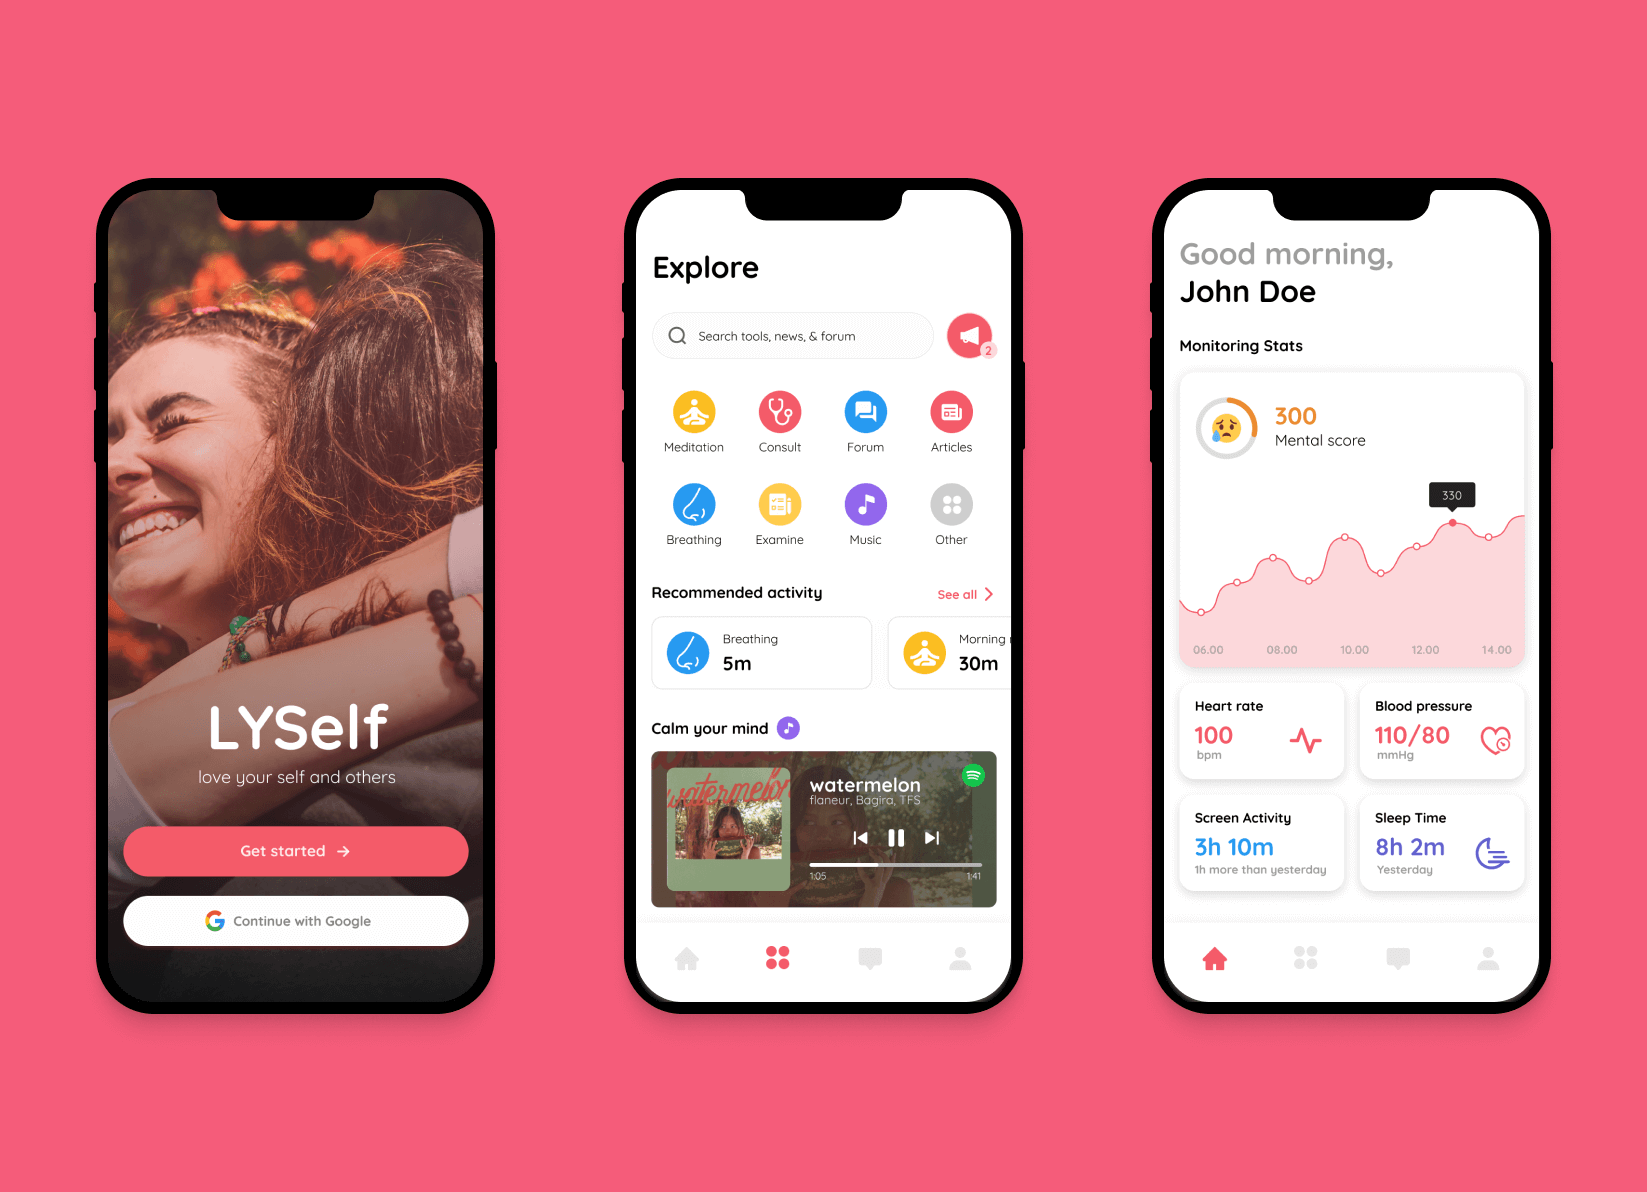 LYSelf
love your self and others
Get started
Continue with Google
Explore
Search tools, news, & forum
2
Meditation
Consult
Forum
Articles
Breathing
Examine
Music
Other
Recommended activity
See all
Breathing
5m
Morning
30m
Calm your mind
watermelon
watermelon
flaneur, Bagira, TFS
1:05
1:41
Good morning,
John Doe
Monitoring Stats
300
Mental score
330
06.00
08.00
10.00
12.00
14.00
Heart rate
100
bpm
Blood pressure
110/80
mmHg
Screen Activity
3h 10m
1h more than yesterday
Sleep Time
8h 2m
Yesterday